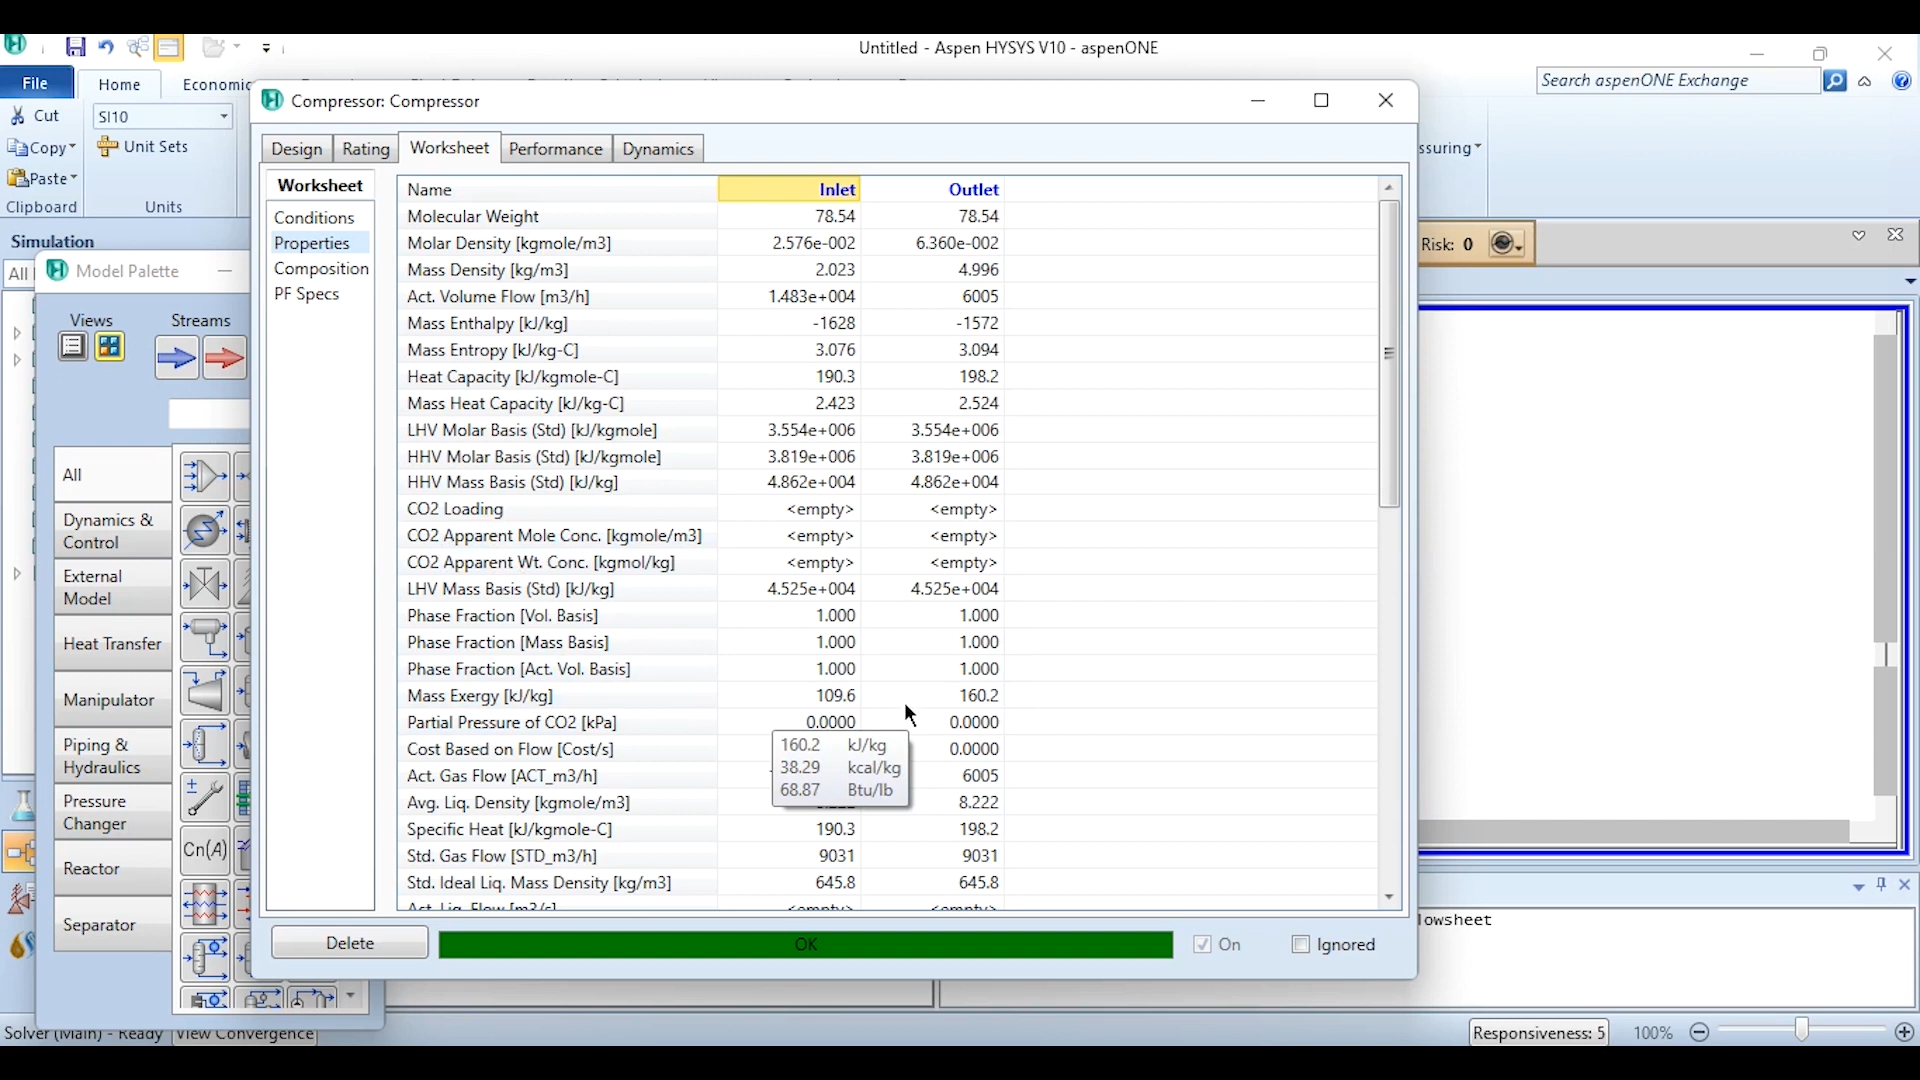 Untitled - Aspen HYSYS V10 - aspenONE
File Home Economic
Search aspenONE Exchange
Cut
Copy
Paste
Clipboard
SI10
Unit Sets
Units
ssuring
Simulation
All
Model Palette
Views Streams
All
Dynamics &
Control
External
Model
Heat Transfer
Manipulator
Piping &
Hydraulics
Pressure
Changer
Reactor
Separator
Cn(A)
Compressor: Compressor
Design Rating Worksheet Performance Dynamics
Worksheet
Conditions
Properties
Composition
PF Specs
Name Inlet Outlet
Molecular Weight 78.54 78.54
Molar Density [kgmole/m3] 2.576e-002 6.360e-002
Mass Density [kg/m3] 2.023 4.996
Act. Volume Flow [m3/h] 1.483e+004 6005
Mass Enthalpy [kJ/kg] -1628 -1572
Mass Entropy [kJ/kg-C] 3.076 3.094
Heat Capacity [kJ/kgmole-C] 190.3 198.2
Mass Heat Capacity [kJ/kg-C] 2.423 2.524
LHV Molar Basis (Std) [kJ/kgmole] 3.554e+006 3.554e+006
HHV Molar Basis (Std) [kJ/kgmole] 3.819e+006 3.819e+006
HHV Mass Basis (Std) [kJ/kg] 4.862e+004 4.862e+004
CO2 Loading <empty> <empty>
CO2 Apparent Mole Conc. [kgmole/m3] <empty> <empty>
CO2 Apparent Wt. Conc. [kgmol/kg] <empty> <empty>
LHV Mass Basis (Std) [kJ/kg] 4.525e+004 4.525e+004
Phase Fraction [Vol. Basis] 1.000 1.000
Phase Fraction [Mass Basis] 1.000 1.000
Phase Fraction [Act. Vol. Basis] 1.000 1.000
Mass Exergy [kJ/kg] 109.6 160.2
Partial Pressure of CO2 [kPa] 0.0000 0.0000
Cost Based on Flow [Cost/s] 0.0000
Act. Gas Flow [ACT_m3/h] 6005
Avg. Liq. Density [kgmole/m3] 8.222
Specific Heat [kJ/kgmole-C] 190.3 198.2
Std. Gas Flow [STD_m3/h] 9031 9031
Std. Ideal Liq. Mass Density [kg/m3] 645.8 645.8
Act. Liq. Flow [m3/s] <empty> <empty>
160.2 kJ/kg
38.29 kcal/kg
68.87 Btu/lb
Delete OK On Ignored
Risk: 0
lowsheet
Solver (Main) - Ready View Convergence
Responsiveness: 5 100%